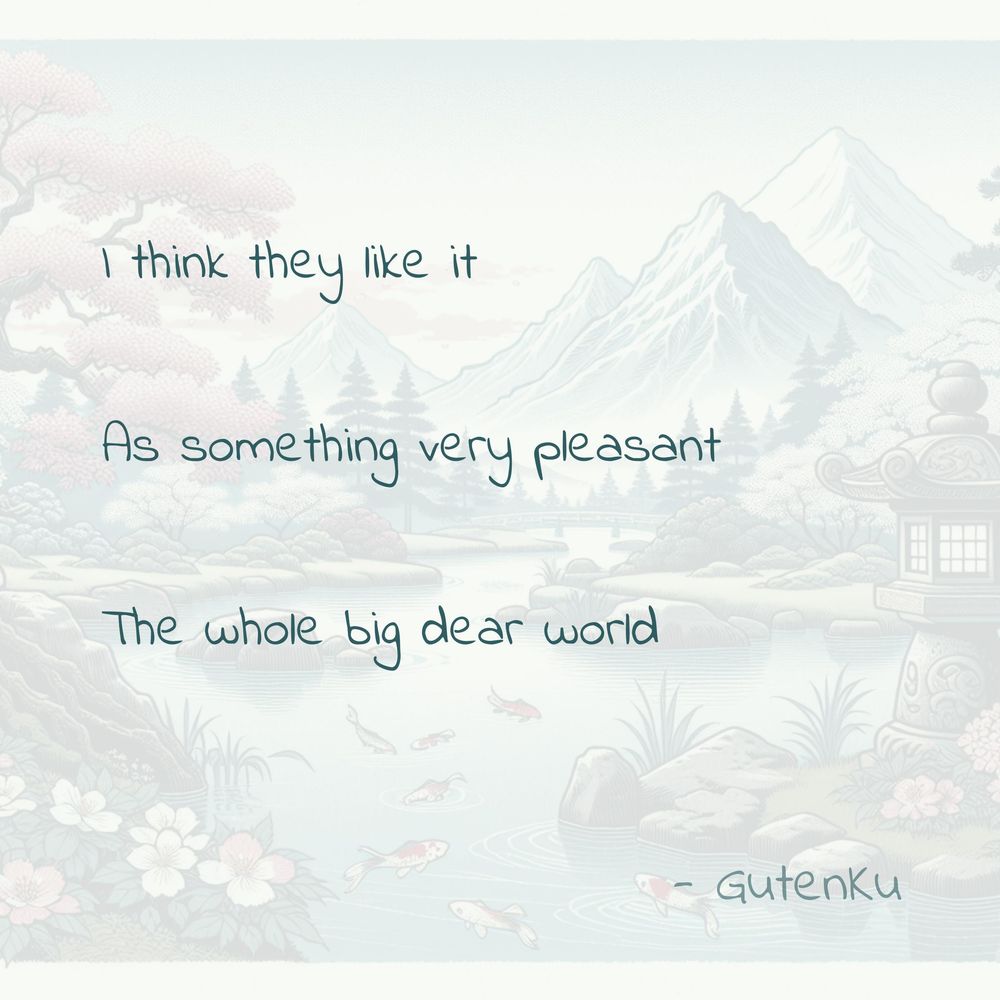 I think they like it
As something very pleasant
The whole big dear world
- GutenKu